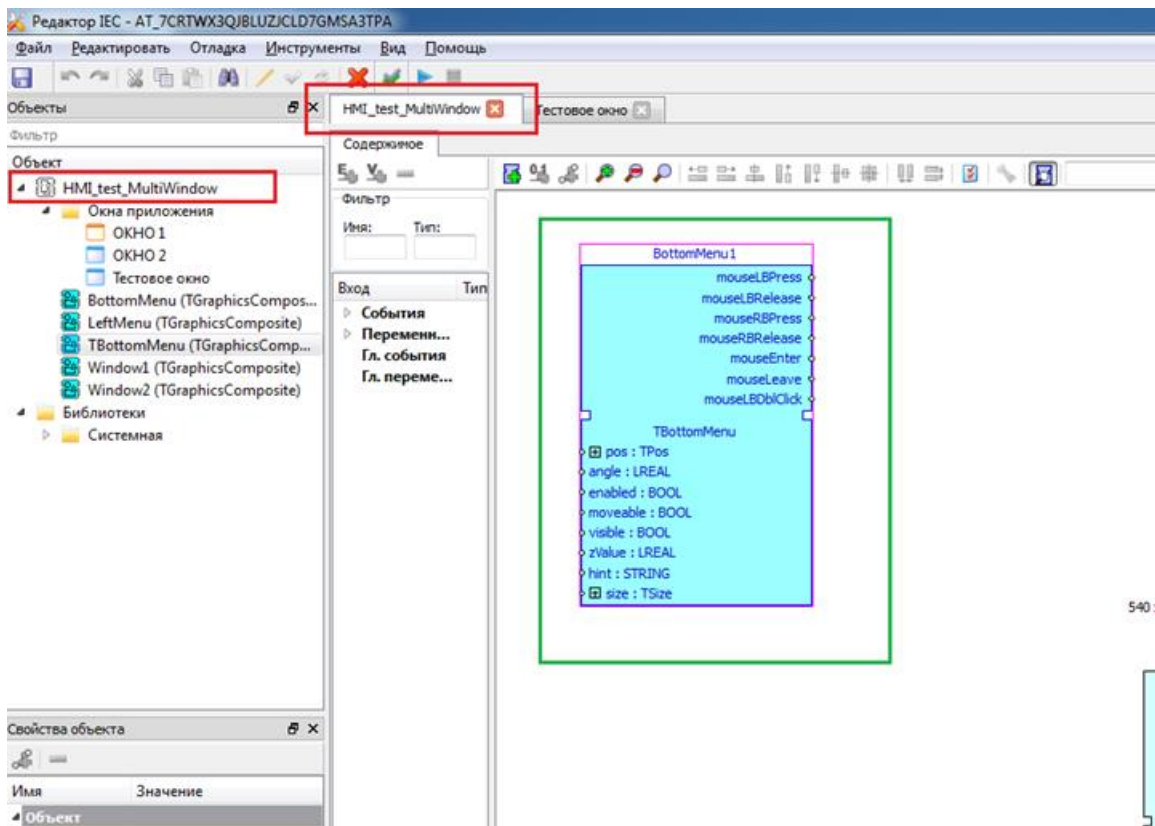 Редактор IEC - AT_7CRTWX3QJBLUZJCLD7GMSA3TPA
Файл Редактировать Отладка Инструменты Вид Помощь
Объекты
HMI_test_MultiWindow
Тестовое окно
Фильтр
Содержимое
Объект
HMI_test_MultiWindow
Окна приложения
ОКНО 1
ОКНО 2
Тестовое окно
BottomMenu (TGraphicsCompos...
LeftMenu (TGraphicsComposite)
TBottomMenu (TGraphicsComp...
Window1 (TGraphicsComposite)
Window2 (TGraphicsComposite)
Библиотеки
Системная
Фильтр
Имя: Тип:
Вход Тип
События
Переменн...
Гл. события
Гл. переме...
BottomMenu1
mouseLBPress
mouseLBRelease
mouseRBPress
mouseRBRelease
mouseEnter
mouseLeave
mouseLBDblClick
TBottomMenu
pos : TPos
angle : LREAL
enabled : BOOL
moveable : BOOL
visible : BOOL
zValue : LREAL
hint : STRING
size : TSize
540
Свойства объекта
Имя Значение
Объект